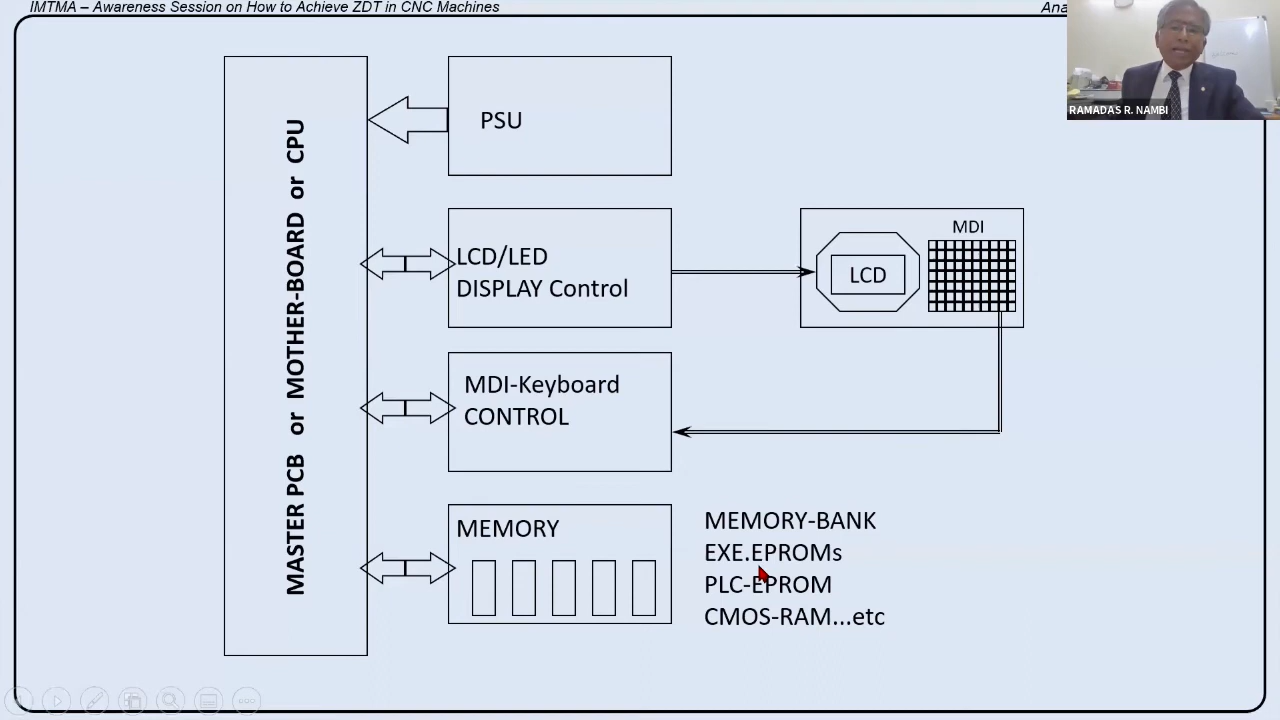 IMTMA – Awareness Session on How to Achieve ZDT in CNC Machines
RAMADAS R. NAMBI
MASTER PCB or MOTHER-BOARD or CPU
PSU
LCD/LED
DISPLAY Control
MDI
LCD
MDI-Keyboard
CONTROL
MEMORY
MEMORY-BANK
EXE.EPROMs
PLC-EPROM
CMOS-RAM...etc